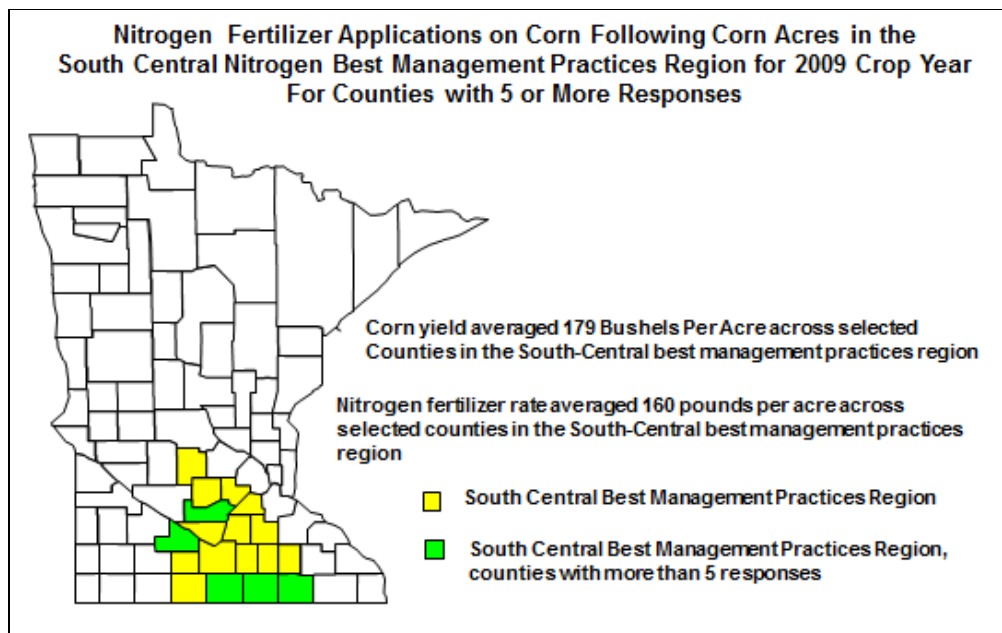 Nitrogen Fertilizer Applications on Corn Following Corn Acres in the
South Central Nitrogen Best Management Practices Region for 2009 Crop Year
For Counties with 5 or More Responses
Corn yield averaged 179 Bushels Per Acre across selected
Counties in the South-Central best management practices region
Nitrogen fertilizer rate averaged 160 pounds per acre across
selected counties in the South-Central best management practices
region
South Central Best Management Practices Region
South Central Best Management Practices Region,
counties with more than 5 responses